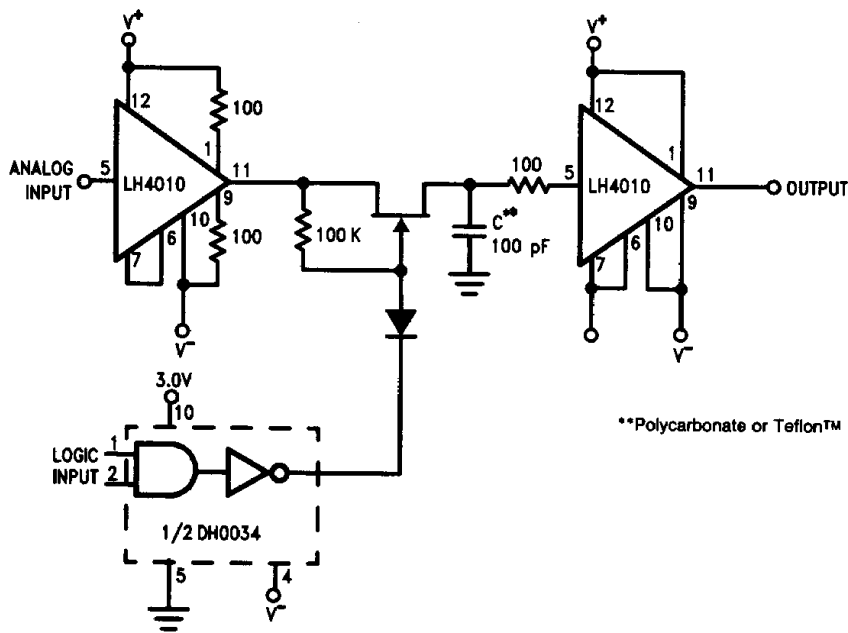 V+
V+
12
100
1
ANALOG
INPUT
5
LH4010
11
9
10
6
7
100
V-
100 K
C**
100 pF
100
12
1
5
LH4010
11
9
10
6
7
OUTPUT
V-
3.0V
10
LOGIC
INPUT
1
2
1/2 DH0034
5
4
V-
**Polycarbonate or Teflon™